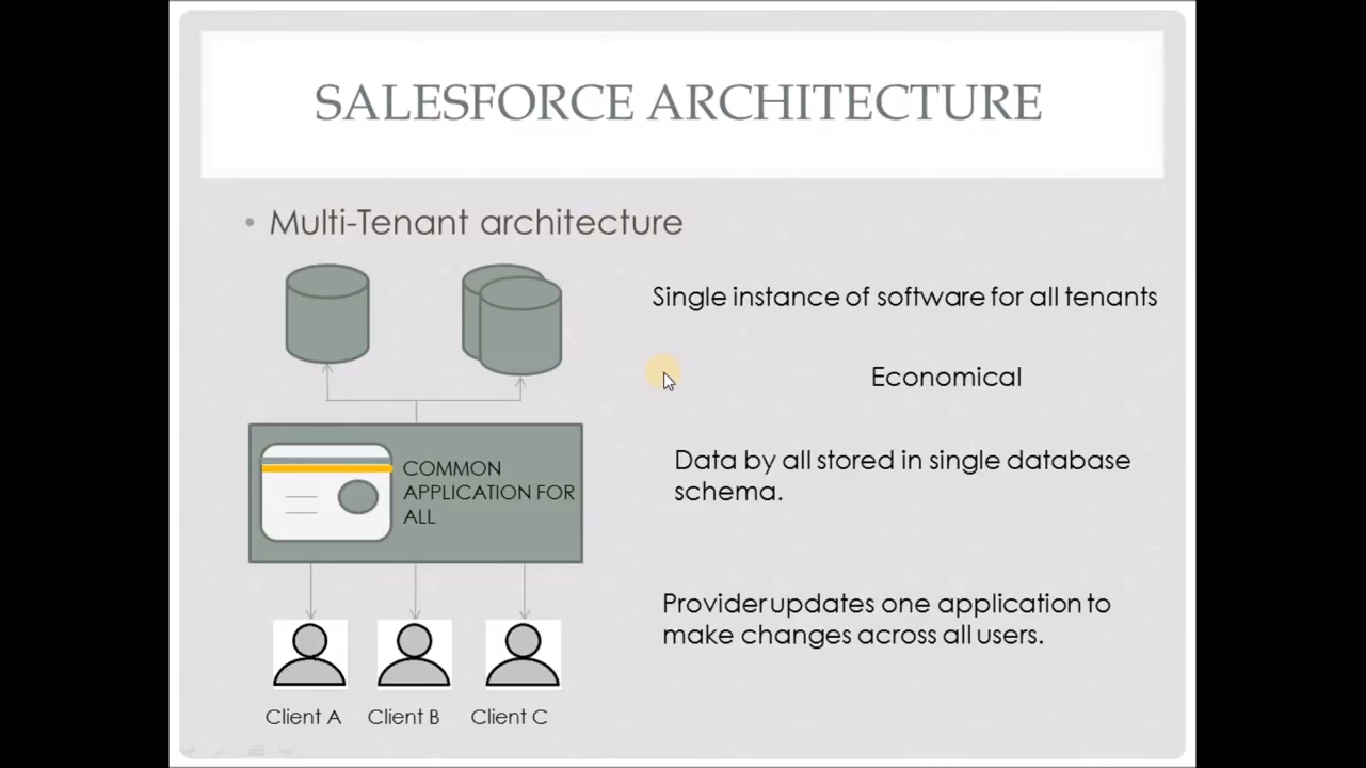 SALESFORCE ARCHITECTURE
• Multi-Tenant architecture
Single instance of software for all tenants
Economical
Data by all stored in single database
schema.
COMMON
APPLICATION FOR
ALL
Provider updates one application to
make changes across all users.
Client A
Client B
Client C